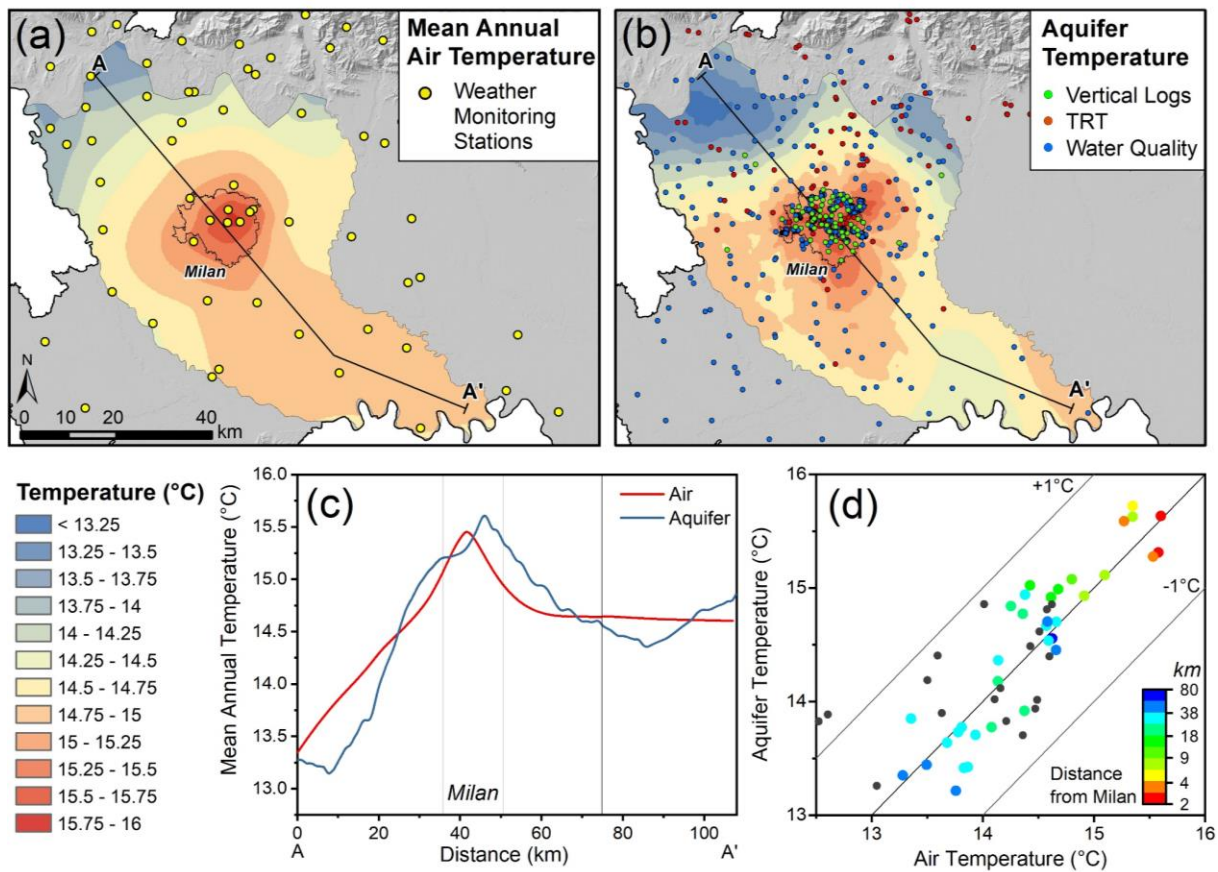 (a)
Mean Annual
Air Temperature
Weather
Monitoring
Stations
A
Milan
A'
N
0 10 20 40
km
(b)
Aquifer
Temperature
Vertical Logs
TRT
Water Quality
A
Milan
A'
Temperature (°C)
< 13.25
13.25 - 13.5
13.5 - 13.75
13.75 - 14
14 - 14.25
14.25 - 14.5
14.5 - 14.75
14.75 - 15
15 - 15.25
15.25 - 15.5
15.5 - 15.75
15.75 - 16
(c)
Air
Aquifer
Mean Annual Temperature (°C)
16.0
15.5
15.0
14.5
14.0
13.5
13.0
Milan
0 20 40 60 80 100
A Distance (km) A'
(d)
+1°C
-1°C
Aquifer Temperature (°C)
16
15
14
13
km
80
38
18
9
4
2
Distance
from Milan
13 14 15 16
Air Temperature (°C)